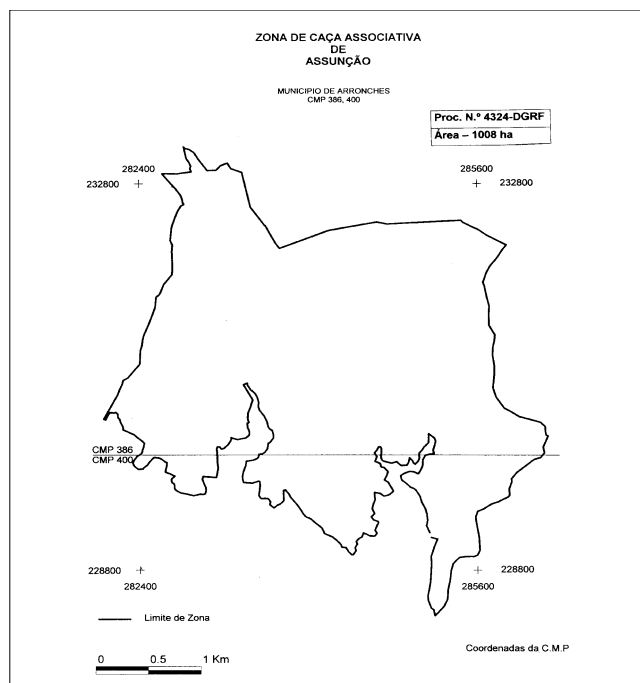 ZONA DE CAÇA ASSOCIATIVA
DE
ASSUNÇÃO
MUNICIPIO DE ARRONCHES
CMP 386, 400
Proc. N.º 4324-DGRF
Área – 1008 ha
282400
232800
285600
232800
CMP 386
CMP 400
228800
282400
228800
285600
Limite de Zona
0 0.5 1 Km
Coordenadas da C.M.P